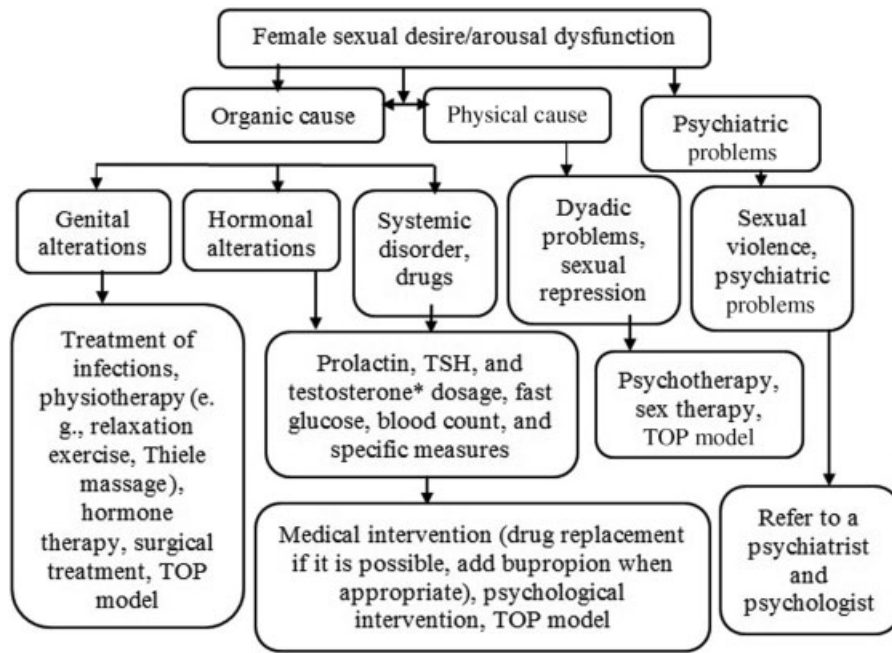 Female sexual desire/arousal dysfunction
Organic cause
Physical cause
Psychiatric
problems
Genital
alterations
Hormonal
alterations
Systemic
disorder,
drugs
Dyadic
problems,
sexual
repression
Sexual
violence,
psychiatric
problems
Treatment of
infections,
physiotherapy (e.
g., relaxation
exercise, Thiele
massage),
hormone
therapy, surgical
treatment, TOP
model
Prolactin, TSH, and
testosterone* dosage, fast
glucose, blood count, and
specific measures
Psychotherapy,
sex therapy,
TOP model
Medical intervention (drug replacement
if it is possible, add bupropion when
appropriate), psychological
intervention, TOP model
Refer to a
psychiatrist
and
psychologist